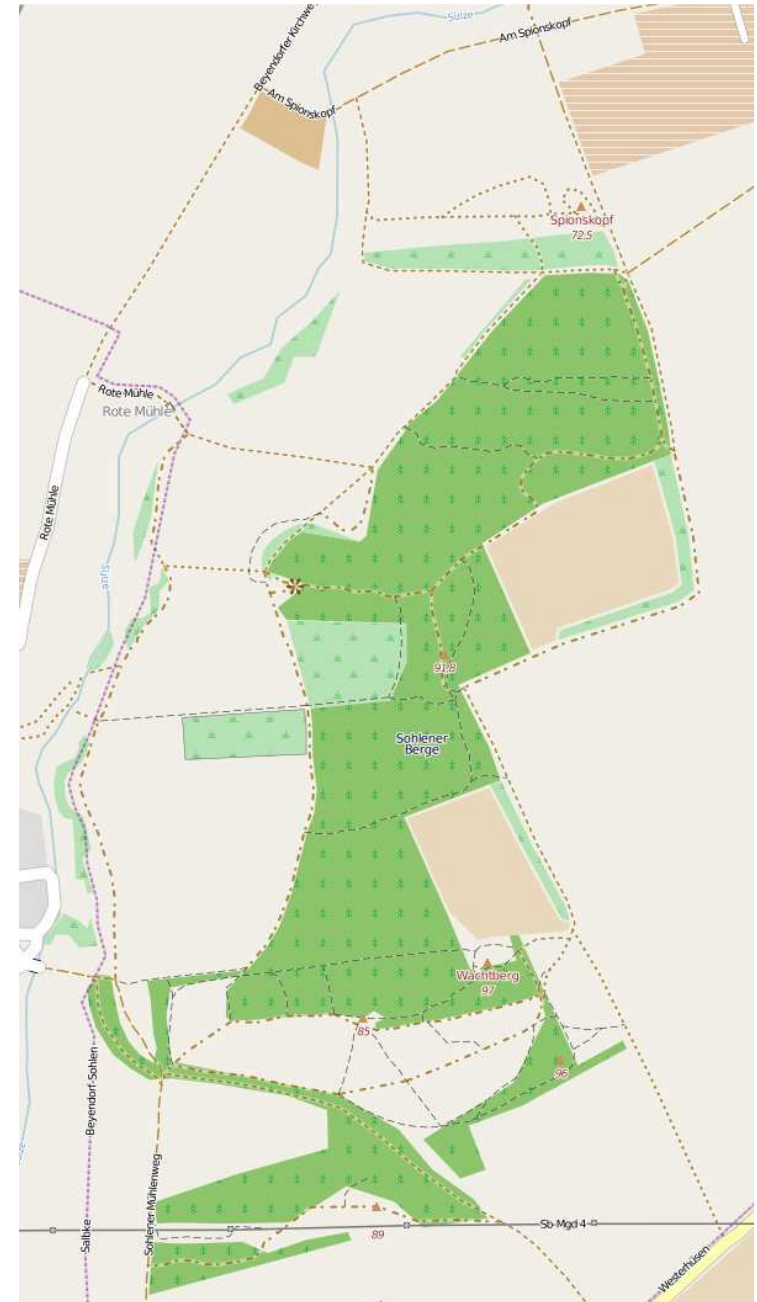 Sülze
Beyendorfer Kirchwe
Am Spionskopf
Am Spionskopf
Spionskopf
72,5
Rote Mühle
Rote Mühle
Rote Mühle
Sülze
91,8
Sohlener
Berge
Wachtberg
97
85
96
Beyendorf-Sohlen
Salbke
Sohlener Mühlenweg
89
Sb-Mgd 4
Westerhüsen